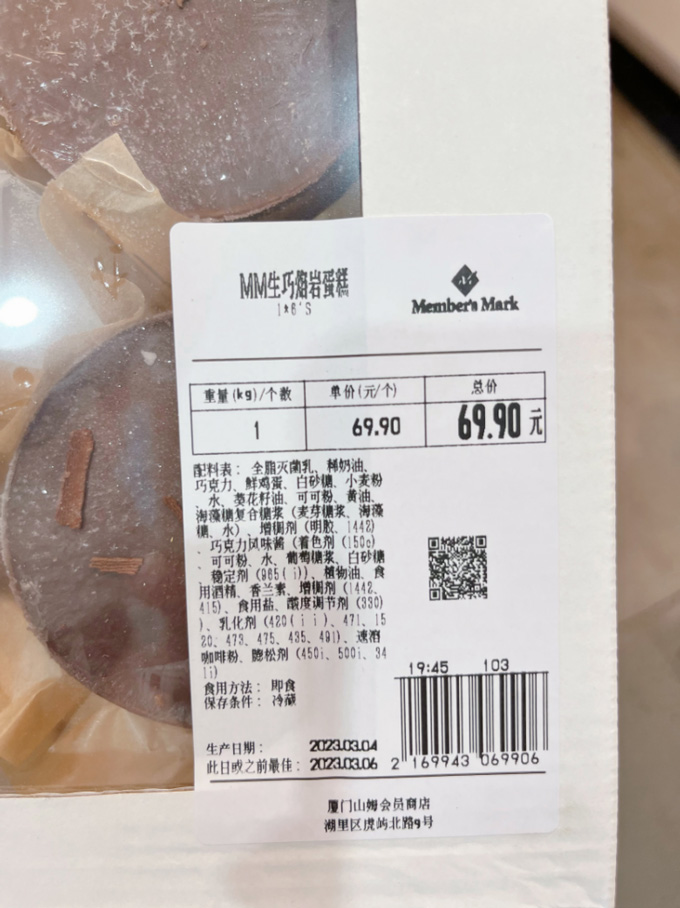 MM生巧熔岩蛋糕
1*6'S
Member's Mark
重量(kg)/个数 单价(元/个) 总价
1 69.90 69.90元
配料表: 全脂灭菌乳、稀奶油、
巧克力、鲜鸡蛋、白砂糖、小麦粉
、水、葵花籽油、可可粉、黄油、
海藻糖复合糖浆(麦芽糖浆、海藻
糖、水)、增稠剂(明胶、1442)
、巧克力风味酱(着色剂(150c)
、可可粉、水、葡萄糖浆、白砂糖
、稳定剂(965(i)、植物油、食
用酒精、香兰素、增稠剂(1442、
415)、食用盐、酸度调节剂(330)
)、乳化剂(420(ii)、471、15
20、473、475、435、491)、速溶
咖啡粉、膨松剂(450i、500i、34
1i)
食用方法: 即食
保存条件: 冷藏
19:45 103
生产日期: 2023.03.04
此日或之前最佳: 2023.03.06
2 169943 069906
厦门山姆会员商店
湖里区虎屿北路9号